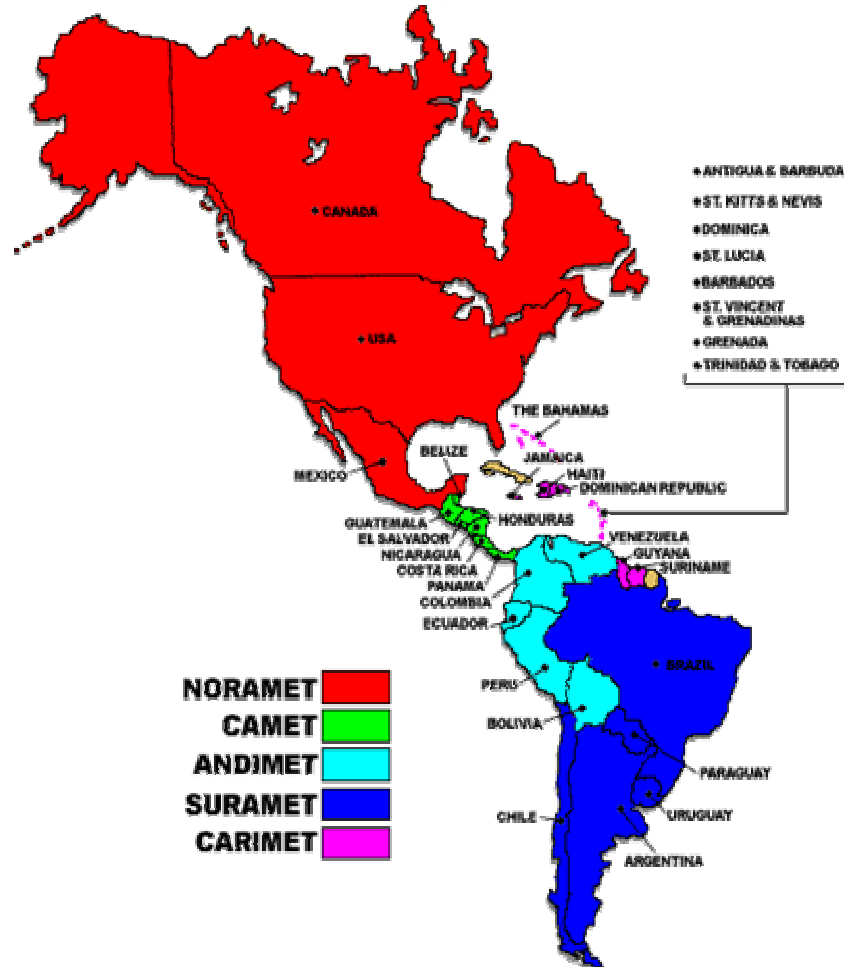 ANTIGUA & BARBUDA
ST. KITTS & NEVIS
DOMINICA
ST. LUCIA
BARBADOS
ST. VINCENT
& GRENADINAS
GRENADA
TRINIDAD & TOBAGO
CANADA
USA
THE BAHAMAS
BELIZE
JAMAICA
MEXICO
HAITI
DOMINICAN REPUBLIC
GUATEMALA
HONDURAS
EL SALVADOR
NICARAGUA
COSTA RICA
PANAMA
VENEZUELA
GUYANA
SURINAME
COLOMBIA
ECUADOR
PERU
BRAZIL
BOLIVIA
PARAGUAY
CHILE
URUGUAY
ARGENTINA
NORAMET
CAMET
ANDIMET
SURAMET
CARIMET